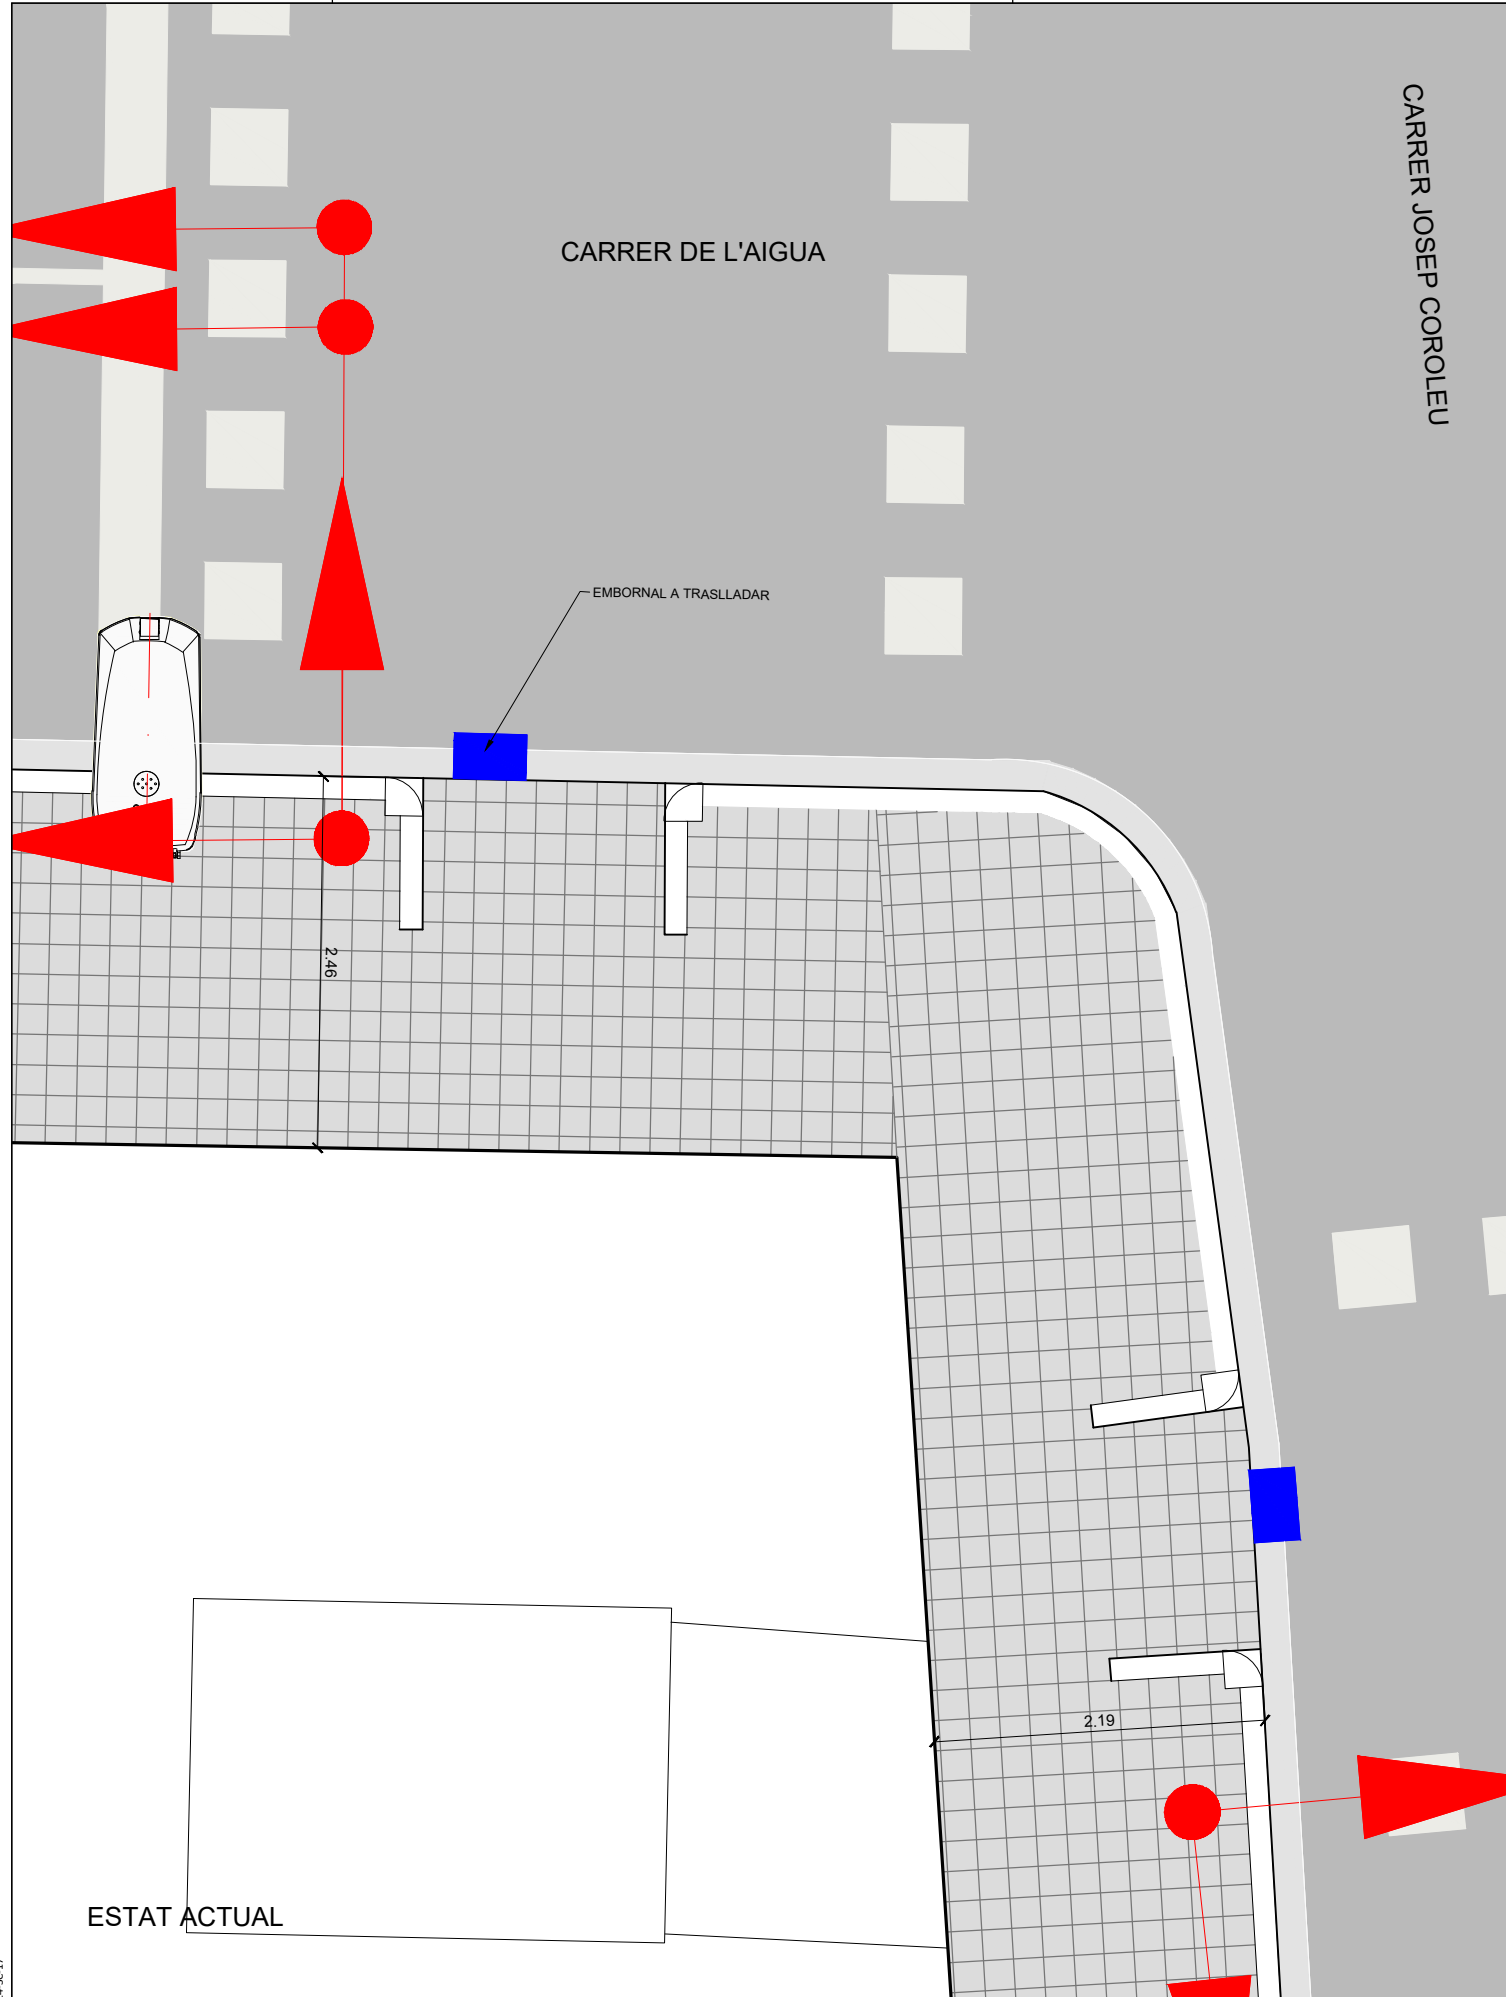 CARRER JOSEP COROLEU
CARRER DE L'AIGUA
EMBORNAL A TRASLLADAR
2.46
2.19
ESTAT ACTUAL